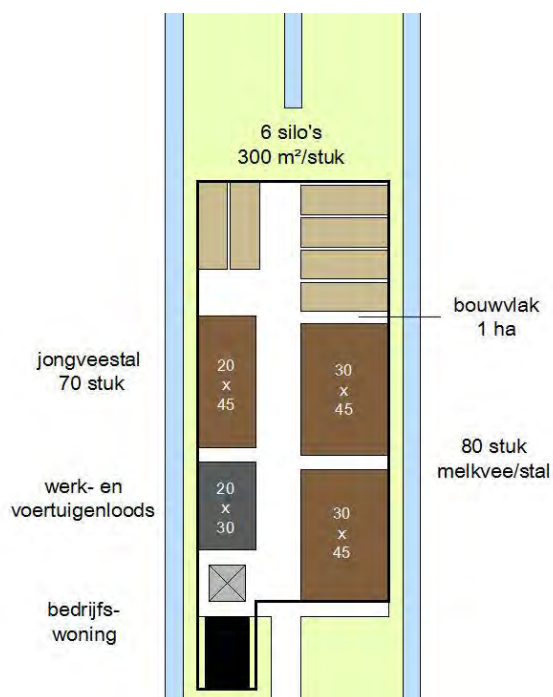 6 silo's
300 m²/stuk
bouwvlak
1 ha
jongveestal
70 stuk
20
x
45
30
x
45
80 stuk
melkvee/stal
werk- en
voertuigenloods
20
x
30
30
x
45
bedrijfs-
woning